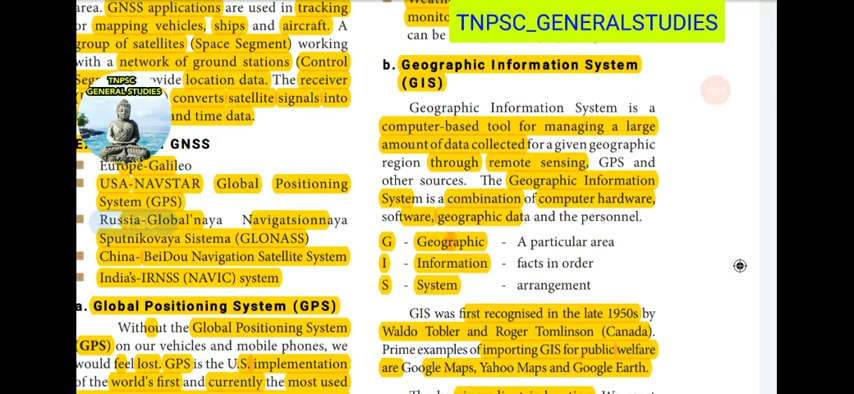 area. GNSS applications are used in tracking
or mapping vehicles, ships and aircraft. A
group of satellites (Space Segment) working
with a network of ground stations (Control
vide location data. The receiver
converts satellite signals into
and time data.
GNSS
Europe-Galileo
USA-NAVSTAR Global Positioning
System (GPS)
Russia-Global'naya Navigatsionnaya
Sputnikovaya Sistema (GLONASS)
China- BeiDou Navigation Satellite System
India's-IRNSS (NAVIC) system
a. Global Positioning System (GPS)
Without the Global Positioning System
(GPS) on our vehicles and mobile phones, we
would feel lost. GPS is the U.S. implementation
of the world's first and currently the most used
TNPSC
GENERAL STUDIES
TNPSC_GENERALSTUDIES
can be
b. Geographic Information System
(GIS)
Geographic Information System is a
computer-based tool for managing a large
amount of data collected for a given geographic
region through remote sensing, GPS and
other sources. The Geographic Information
System is a combination of computer hardware,
software, geographic data and the personnel.
G - Geographic - A particular area
I - Information - facts in order
S - System - arrangement
GIS was first recognised in the late 1950s by
Waldo Tobler and Roger Tomlinson (Canada).
Prime examples of importing GIS for public welfare
are Google Maps, Yahoo Maps and Google Earth.